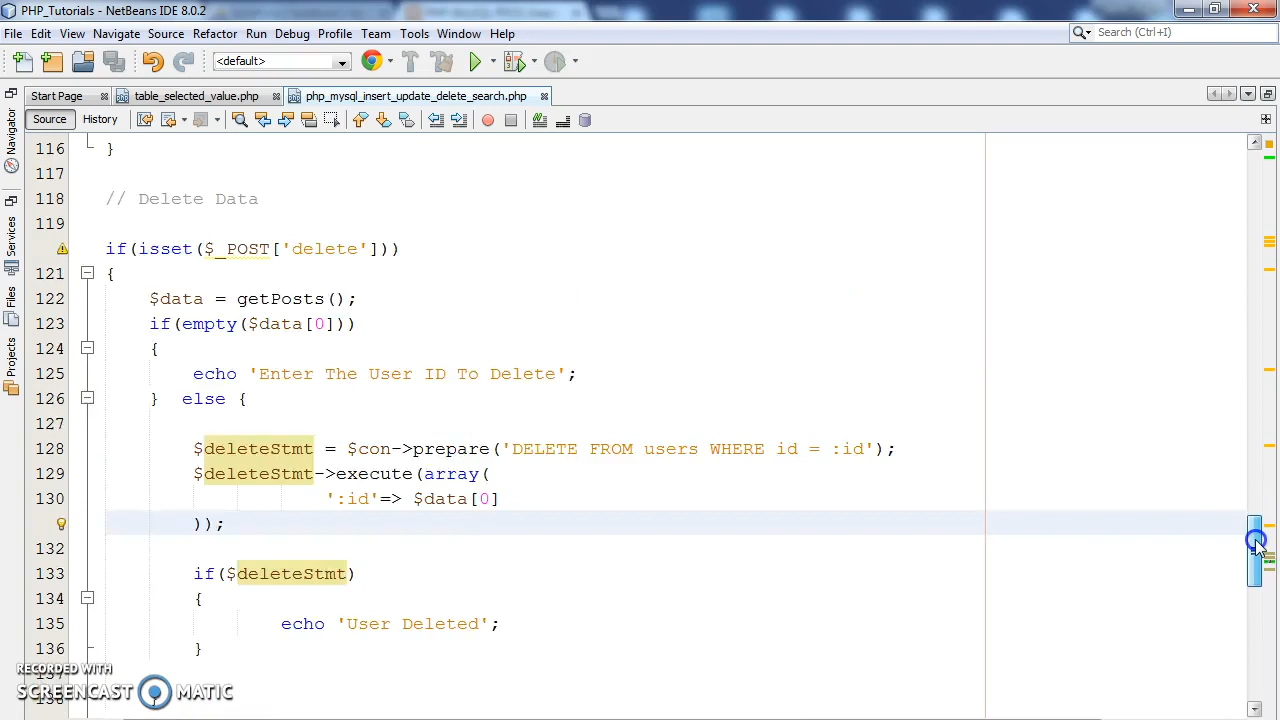 PHP_Tutorials - NetBeans IDE 8.0.2
File Edit View Navigate Source Refactor Run Debug Profile Team Tools Window Help
Search (Ctrl+I)
<default>
Start Page table_selected_value.php php_mysql_insert_update_delete_search.php
Source History
Navigator
Services
Files
Projects
116 }
117
118 // Delete Data
119
if(isset($_POST['delete']))
121 {
122 $data = getPosts();
123 if(empty($data[0]))
124 {
125 echo 'Enter The User ID To Delete';
126 } else {
127
128 $deleteStmt = $con->prepare('DELETE FROM users WHERE id = :id');
129 $deleteStmt->execute(array(
130 ':id'=> $data[0]
));
132
133 if($deleteStmt)
134 {
135 echo 'User Deleted';
136 }
RECORDED WITH
SCREENCAST MATIC